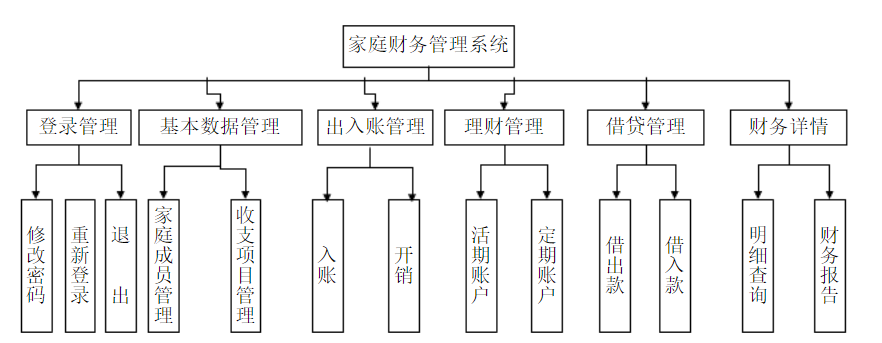 家庭财务管理系统
登录管理
基本数据管理
出入账管理
理财管理
借贷管理
财务详情
修改密码
重新登录
退 出
家庭成员管理
收支项目管理
入账
开销
活期账户
定期账户
借出款
借入款
明细查询
财务报告